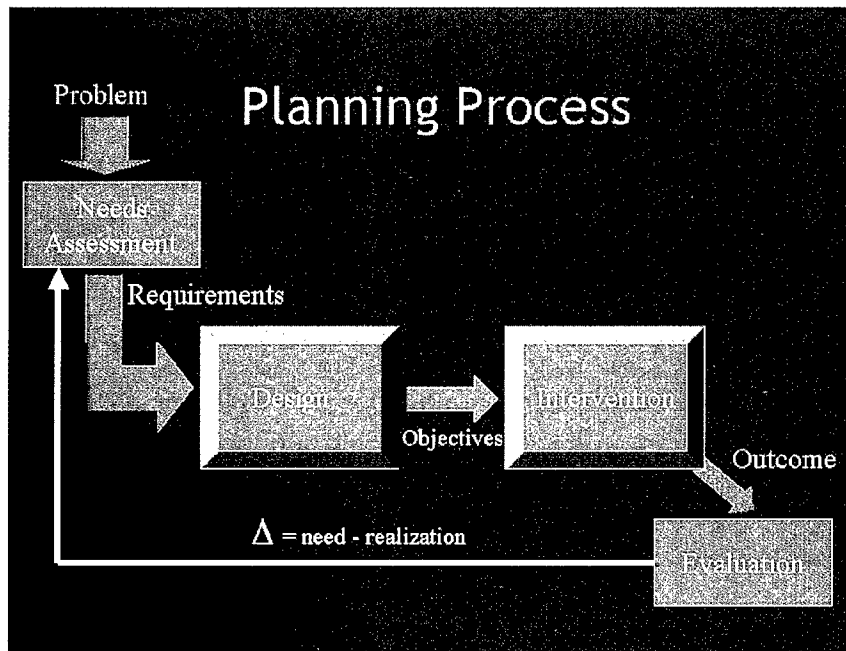 Planning Process
Problem
Needs
Assessment
Requirements
Design
Objectives
Intervention
Outcome
Evaluation
Δ = need - realization